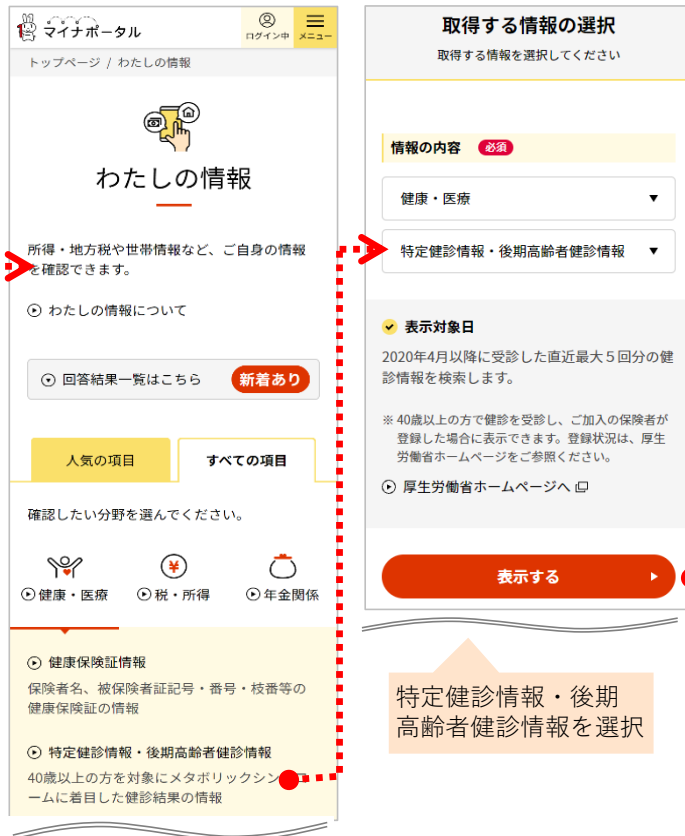 マイナポータル
ログイン中
メニュー
トップページ / わたしの情報
わたしの情報
所得・地方税や世帯情報など、ご自身の情報
を確認できます。
わたしの情報について
回答結果一覧はこちら
新着あり
人気の項目
すべての項目
確認したい分野を選んでください。
健康・医療
税・所得
年金関係
健康保険証情報
保険者名、被保険者証記号・番号・枝番等の
健康保険証の情報
特定健診情報・後期高齢者健診情報
40歳以上の方を対象にメタボリックシン
ームに着目した健診結果の情報
取得する情報の選択
取得する情報を選択してください
情報の内容 必須
健康・医療
特定健診情報・後期高齢者健診情報
表示対象日
2020年4月以降に受診した直近最大5回分の健
診情報を検索します。
※ 40歳以上の方で健診を受診し、ご加入の保険者が
登録した場合に表示できます。登録状況は、厚生
労働省ホームページをご参照ください。
厚生労働省ホームページへ
表示する
特定健診情報・後期
高齢者健診情報を選択